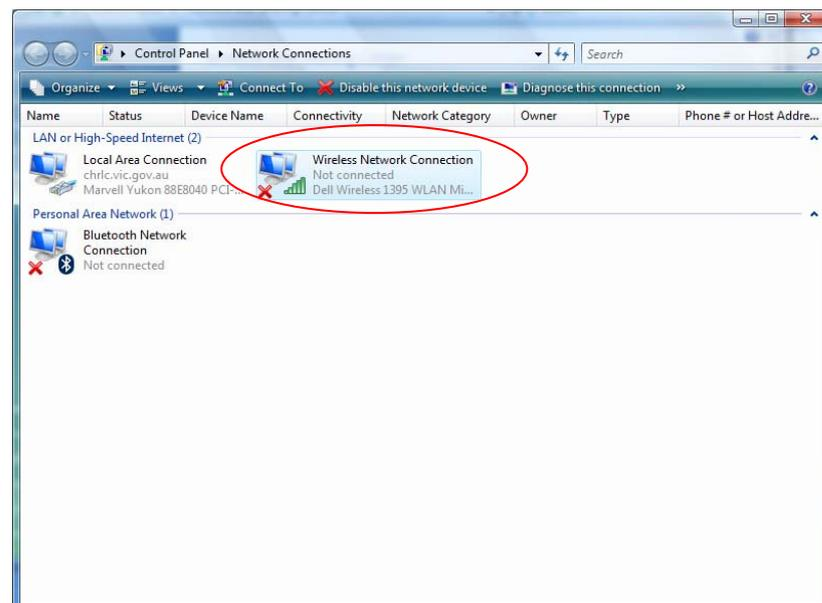 Control Panel Network Connections Search
Organize Views Connect To Disable this network device Diagnose this connection »
Name Status Device Name Connectivity Network Category Owner Type Phone # or Host Addre...
LAN or High-Speed Internet (2)
Local Area Connection
chrlc.vic.gov.au
Marvell Yukon 88E8040 PCI-...
Wireless Network Connection
Not connected
Dell Wireless 1395 WLAN Mi...
Personal Area Network (1)
Bluetooth Network
Connection
Not connected